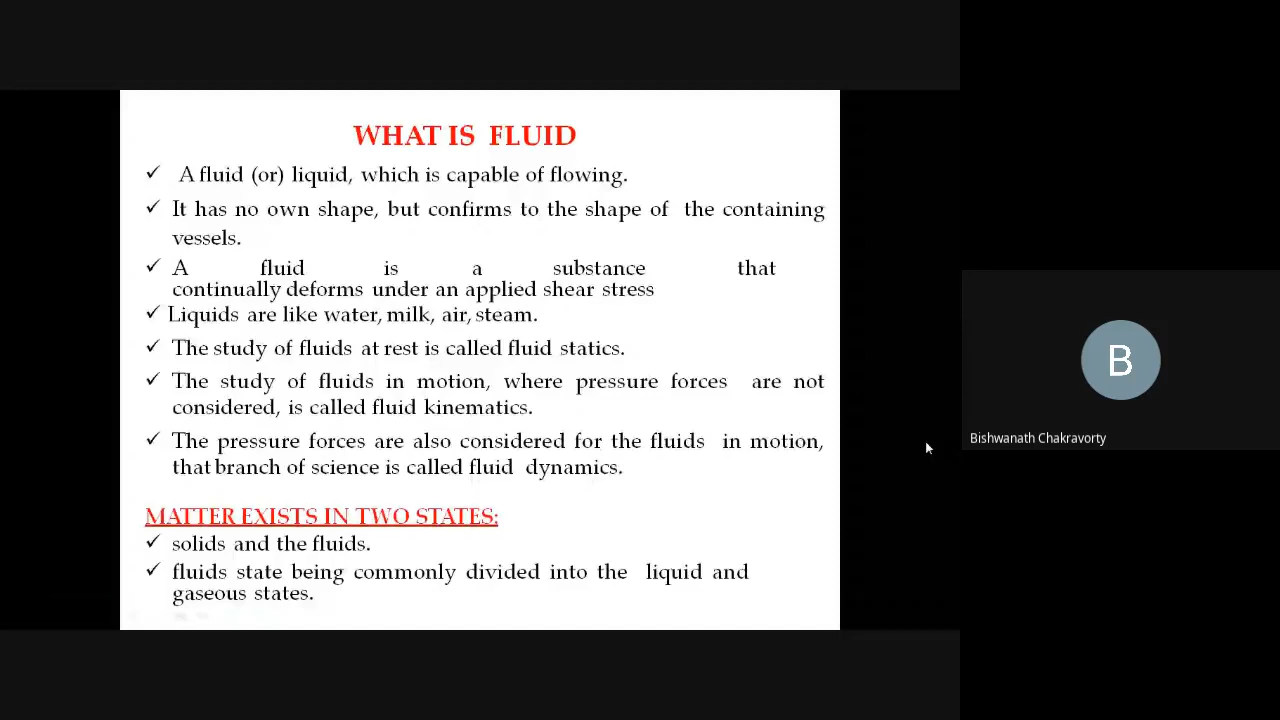 WHAT IS FLUID
✓ A fluid (or) liquid, which is capable of flowing.
✓ It has no own shape, but confirms to the shape of the containing
vessels.
✓ A fluid is a substance that
continually deforms under an applied shear stress
✓ Liquids are like water, milk, air, steam.
✓ The study of fluids at rest is called fluid statics.
✓ The study of fluids in motion, where pressure forces are not
considered, is called fluid kinematics.
✓ The pressure forces are also considered for the fluids in motion,
that branch of science is called fluid dynamics.
MATTER EXISTS IN TWO STATES:
✓ solids and the fluids.
✓ fluids state being commonly divided into the liquid and
gaseous states.
B
Bishwanath Chakravorty